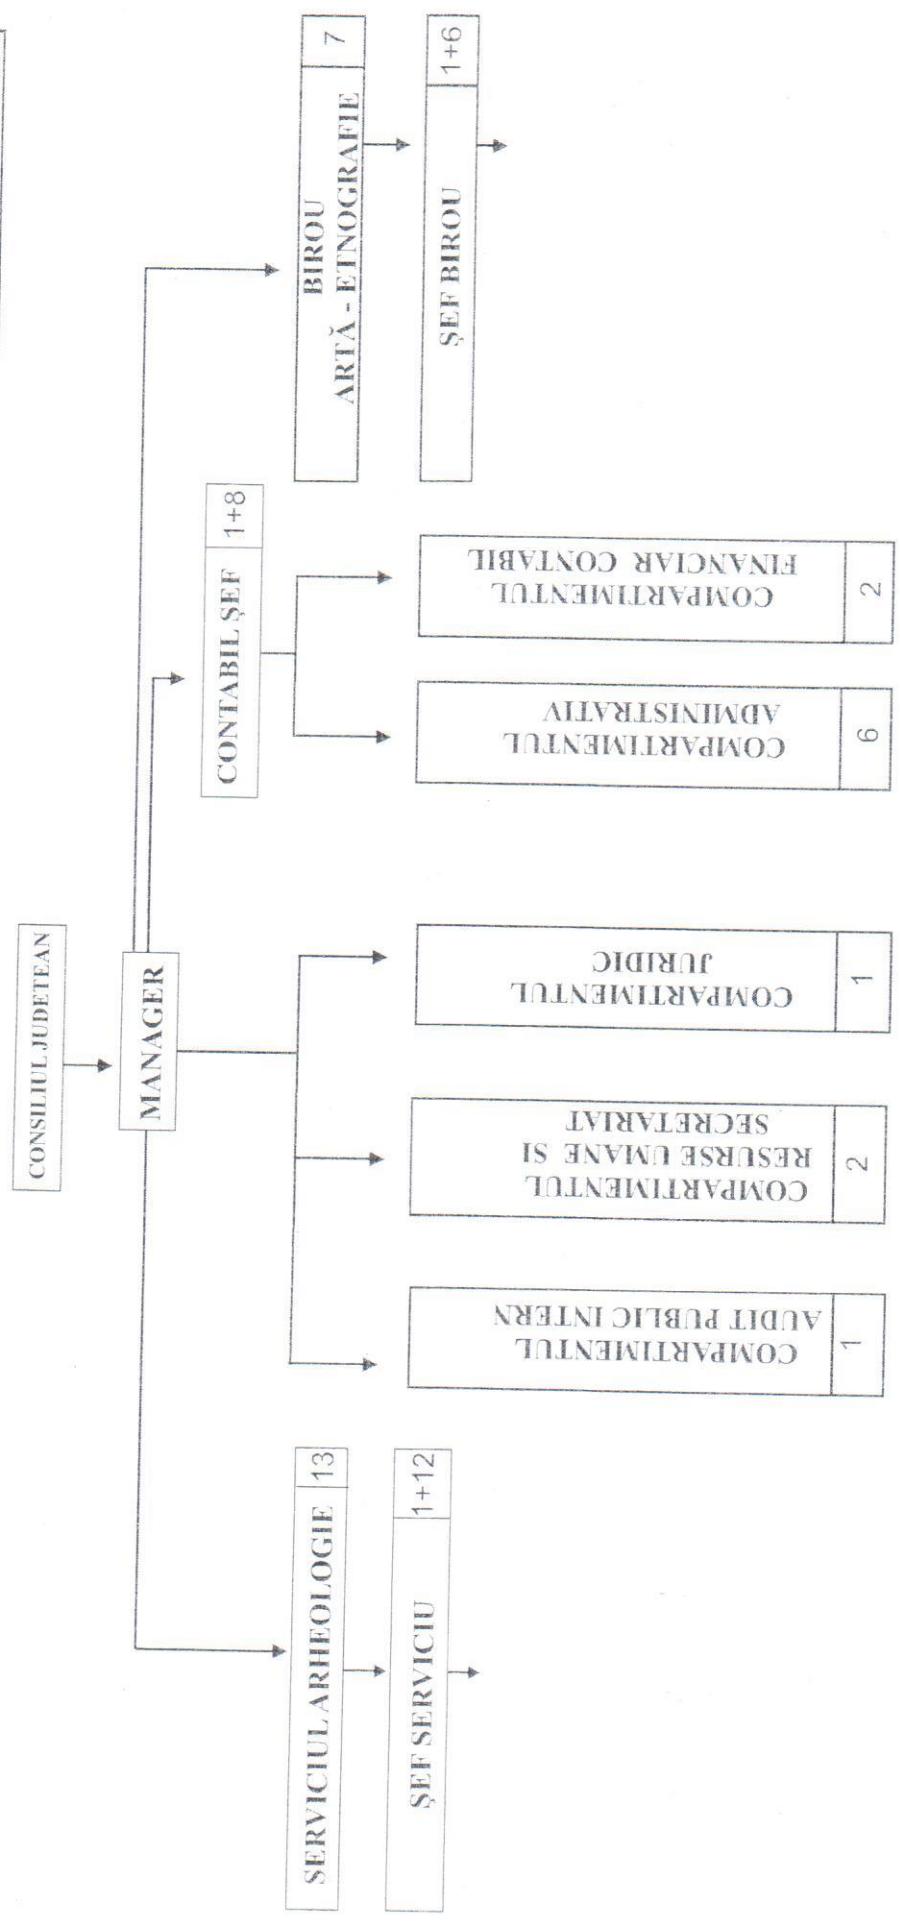 CONSILIUL JUDETEAN
MANAGER
CONTABIL ŞEF 1+8
SERVICIUL ARHEOLOGIE 13
ŞEF SERVICIU 1+12
COMPARTIMENTUL
AUDIT PUBLIC INTERN
1
COMPARTIMENTUL
RESURSE UMANE SI
SECRETARIAT
2
COMPARTIMENTUL
JURIDIC
1
COMPARTIMENTUL
ADMINISTRATIV
6
COMPARTIMENTUL
FINANCIAR CONTABIL
2
BIROU
ARTĂ - ETNOGRAFIE
7
ŞEF BIROU 1+6